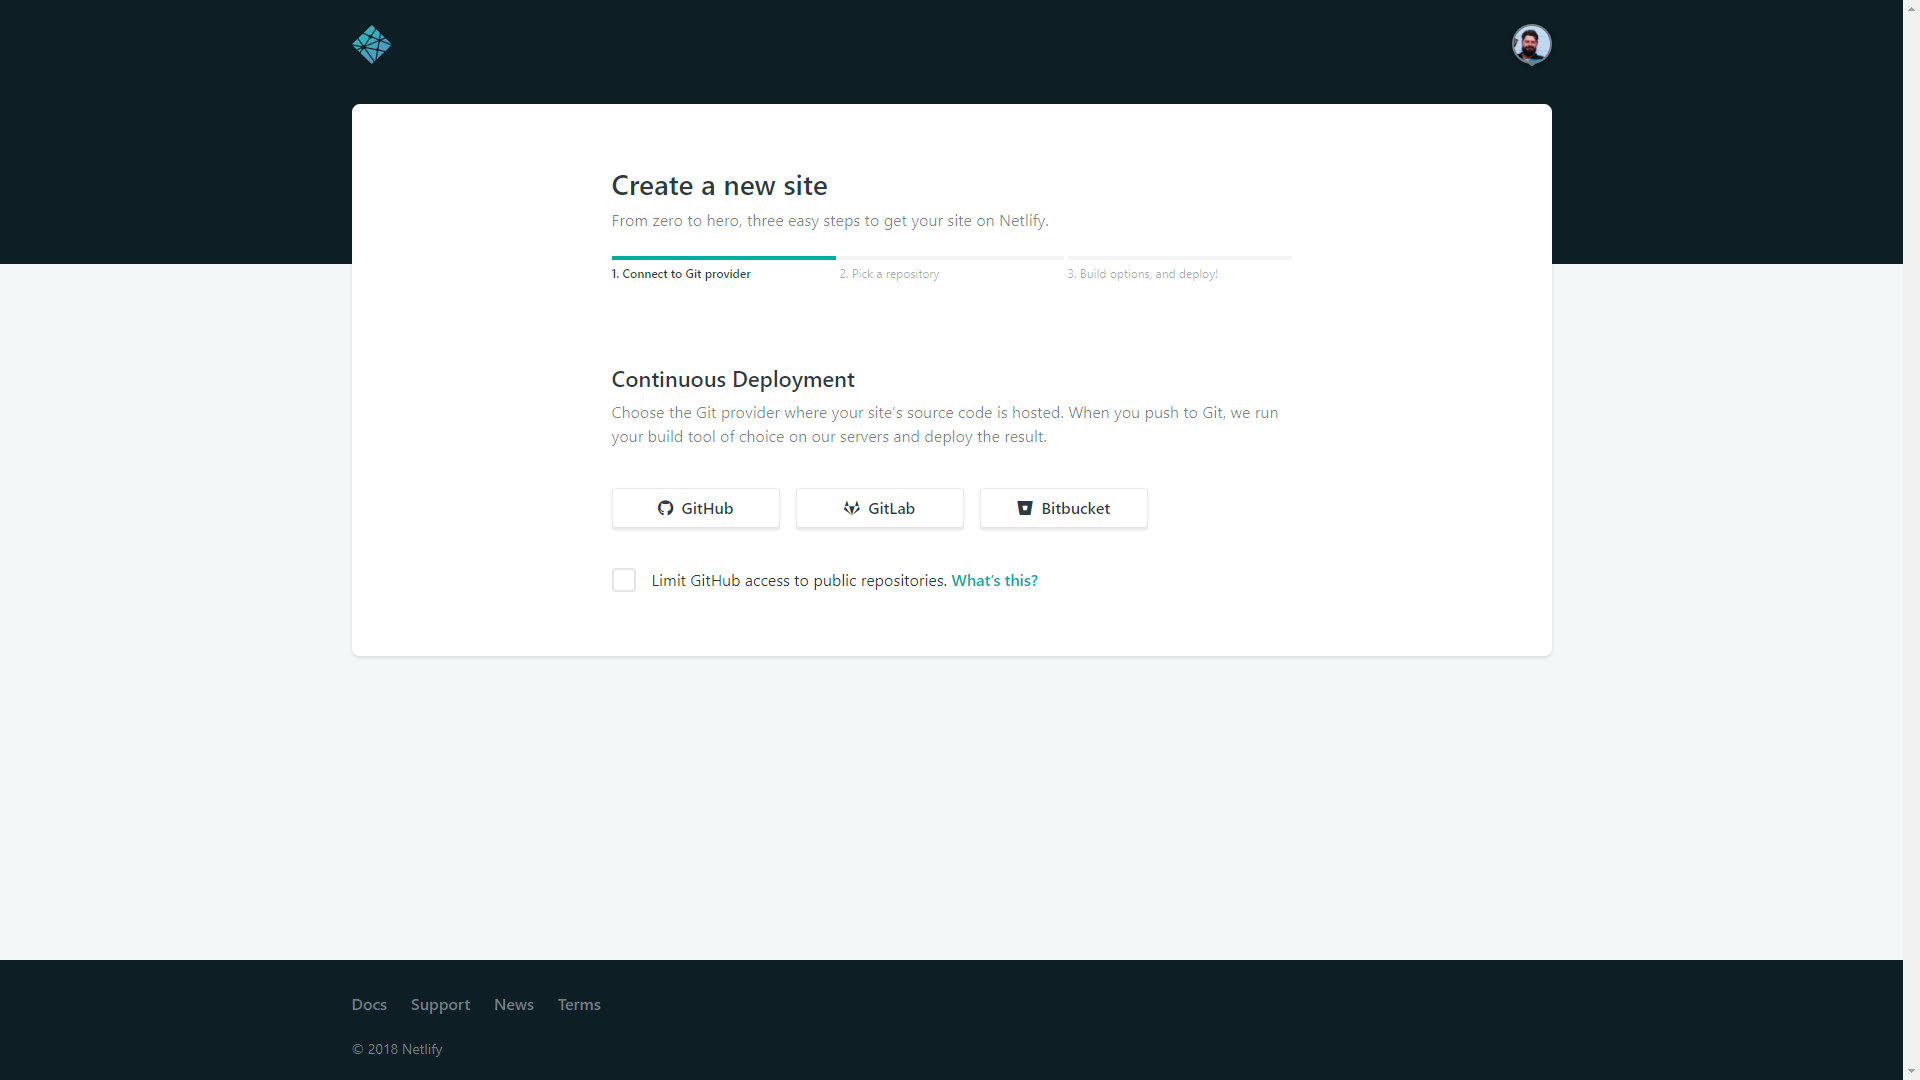 Create a new site
From zero to hero, three easy steps to get your site on Netlify.
1. Connect to Git provider
2. Pick a repository
3. Build options, and deploy!
Continuous Deployment
Choose the Git provider where your site’s source code is hosted. When you push to Git, we run
your build tool of choice on our servers and deploy the result.
GitHub
GitLab
Bitbucket
Limit GitHub access to public repositories. What’s this?
Docs Support News Terms
© 2018 Netlify